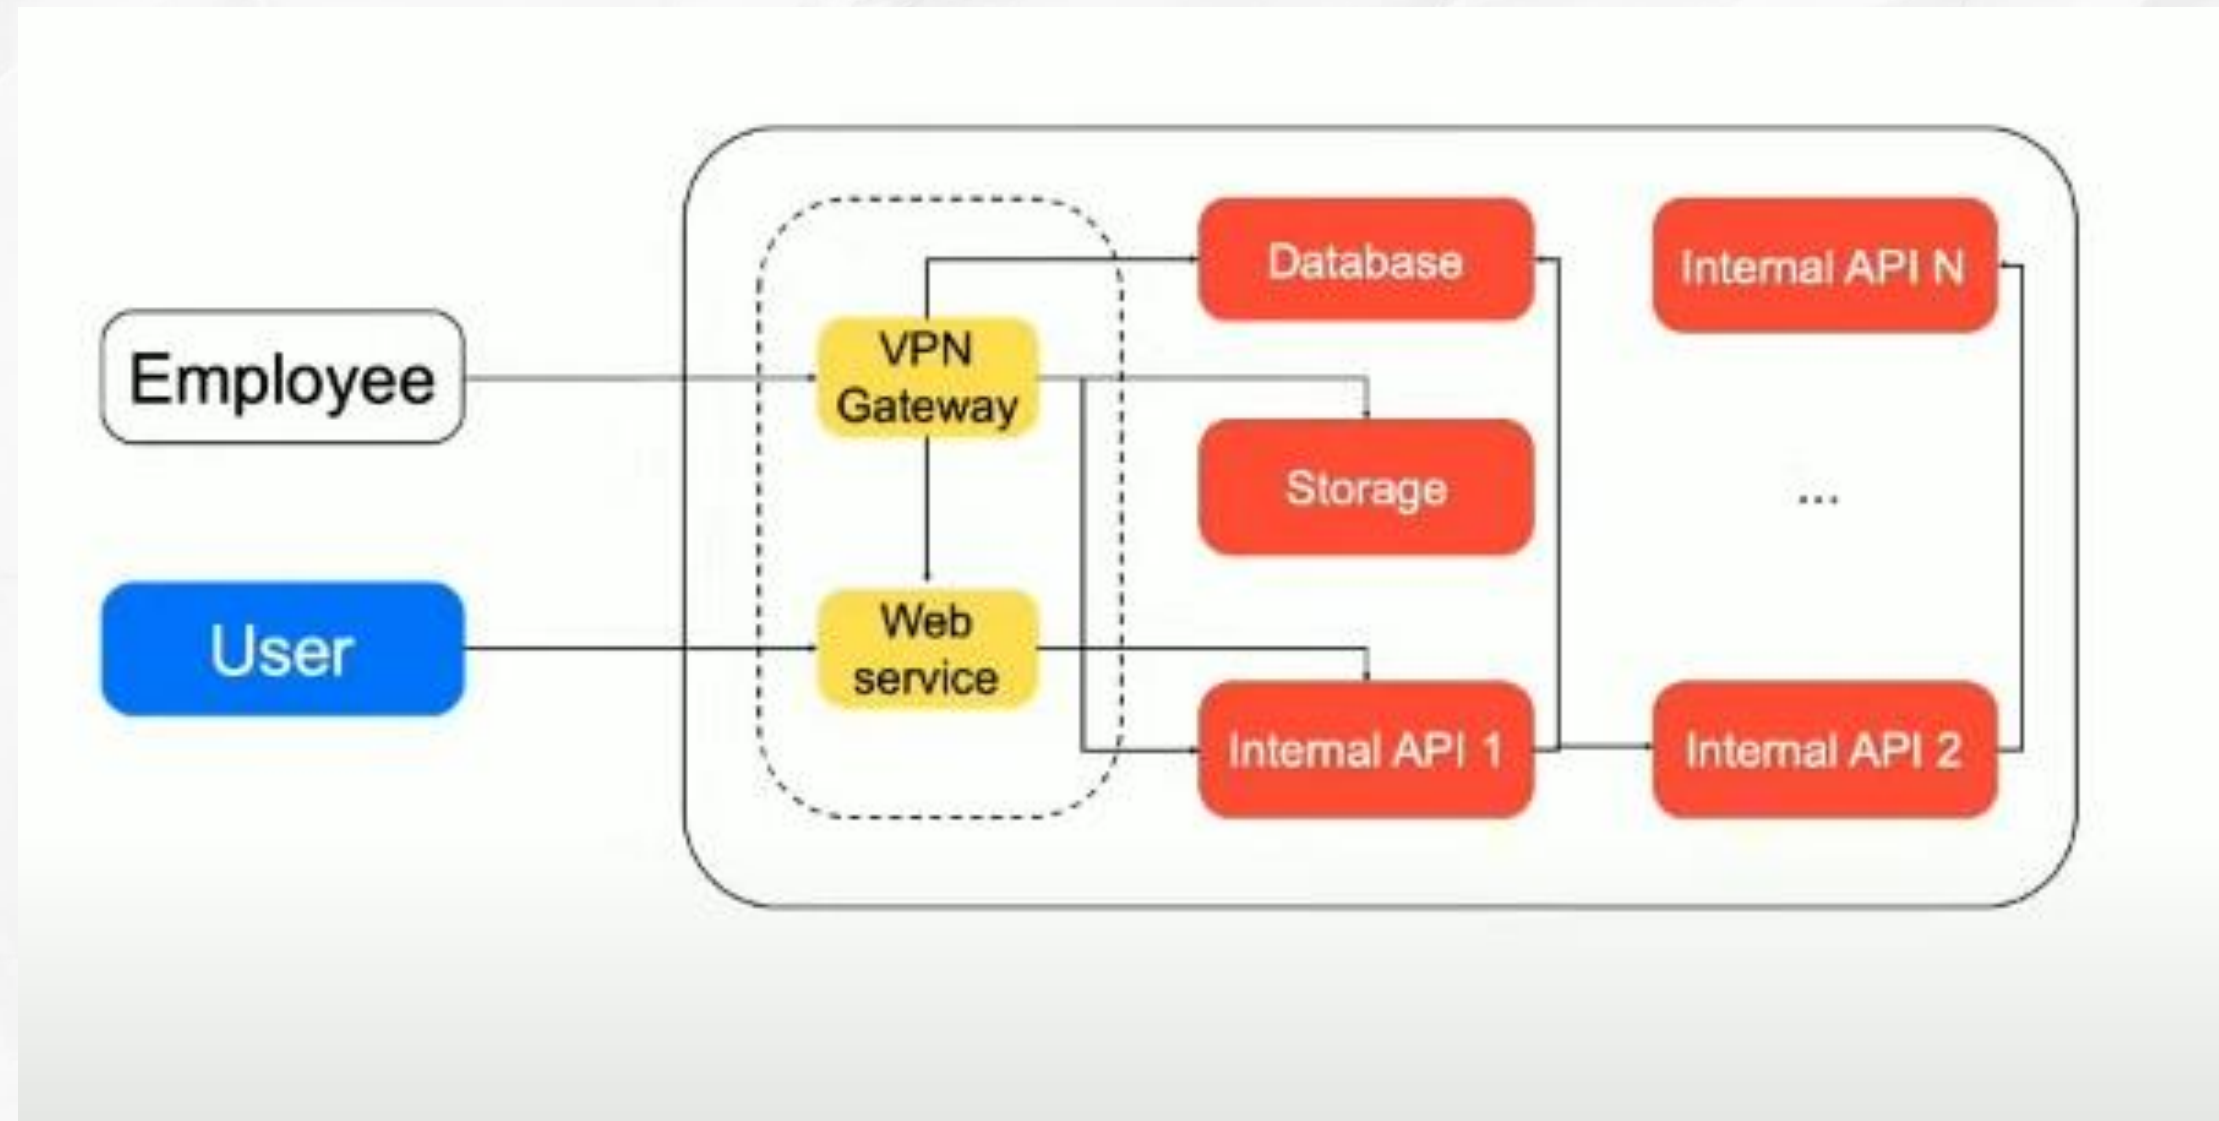 Employee
User
VPN
Gateway
Web
service
Database
Storage
Internal API 1
Internal API N
...
Internal API 2